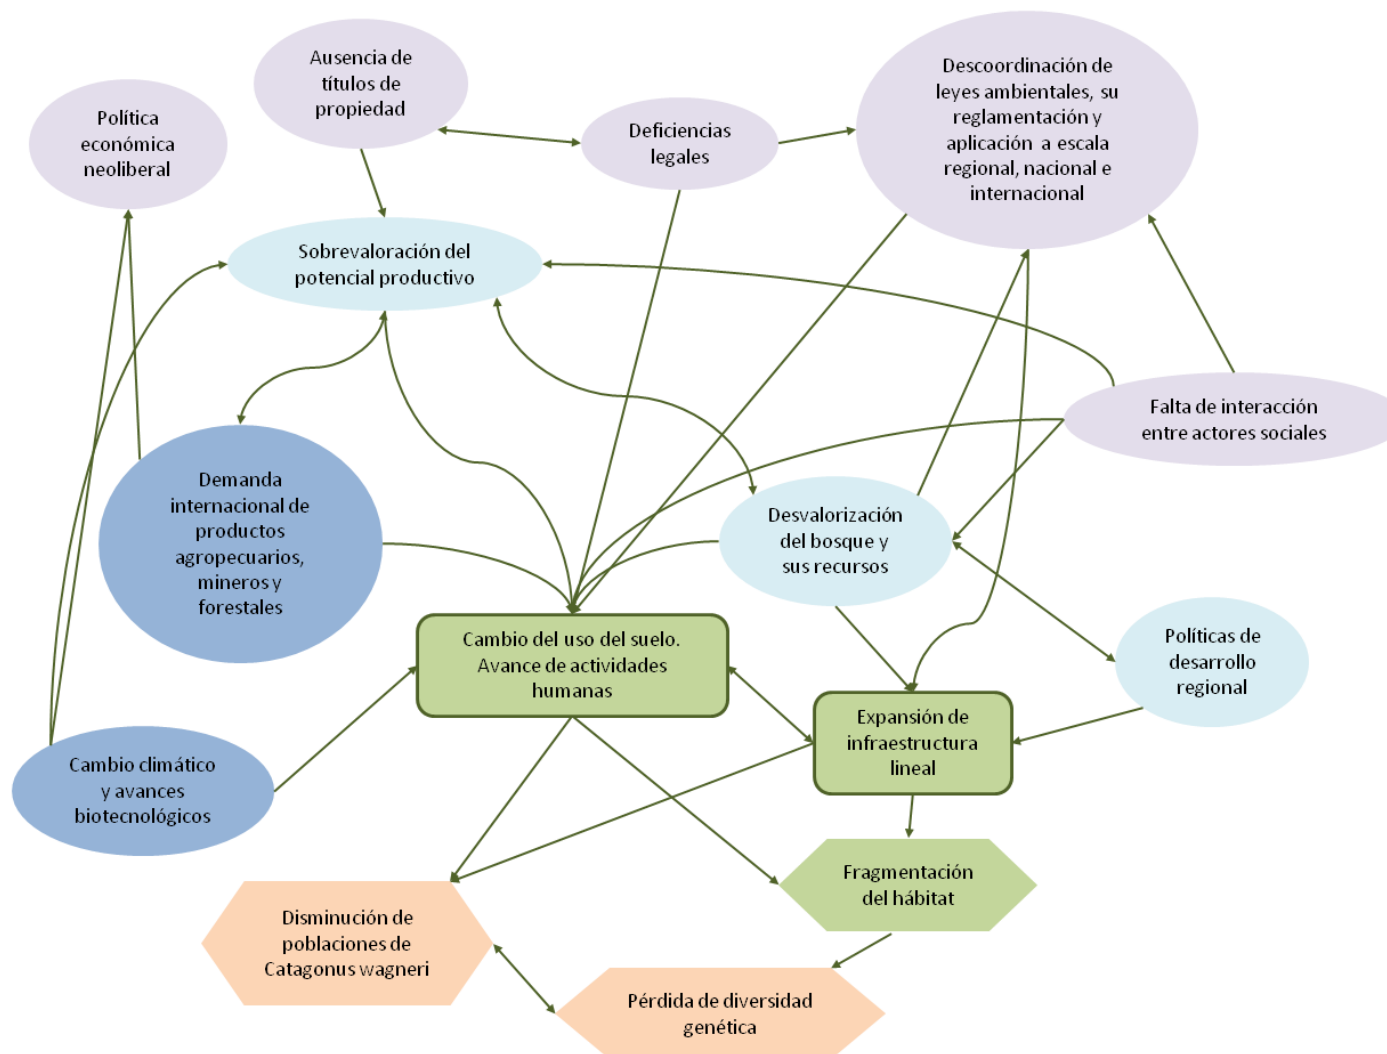 Ausencia de
títulos de
propiedad
Descoordinación de
leyes ambientales, su
reglamentación y
aplicación a escala
regional, nacional e
internacional
Política
económica
neoliberal
Deficiencias
legales
Sobrevaloración del
potencial productivo
Falta de interacción
entre actores sociales
Demanda
internacional de
productos
agropecuarios,
mineros y
forestales
Desvalorización
del bosque y
sus recursos
Cambio del uso del suelo.
Avance de actividades
humanas
Políticas de
desarrollo
regional
Expansión de
infraestructura
lineal
Cambio climático
y avances
biotecnológicos
Fragmentación
del hábitat
Disminución de
poblaciones de
Catagonus wagneri
Pérdida de diversidad
genética